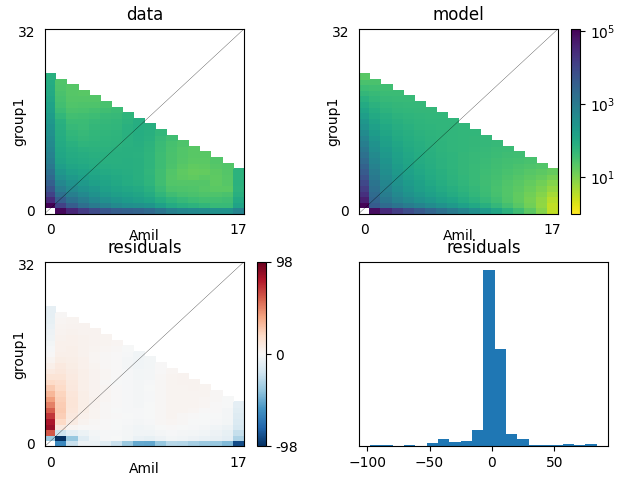 data
model
32
group1
0
0
Amil
17
32
group1
0
0
Amil
17
10^5
10^3
10^1
residuals
residuals
32
group1
0
0
Amil
17
98
0
-98
−100
−50
0
50